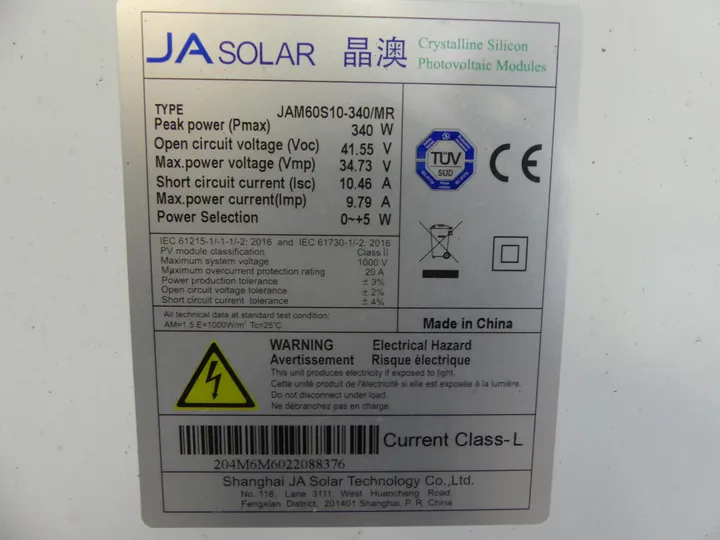 JA SOLAR 晶澳 Crystalline Silicon
Photovoltaic Modules
TYPE JAM60S10-340/MR
Peak power (Pmax) 340 W
Open circuit voltage (Voc) 41.55 V
Max.power voltage (Vmp) 34.73 V
Short circuit current (Isc) 10.46 A
Max.power current(Imp) 9.79 A
Power Selection 0~+5 W
TÜV
SÜD
CE
IEC 61215-1/-1-1/-2: 2016 and IEC 61730-1/-2: 2016
PV module classification Class II
Maximum system voltage 1000 V
Maximum overcurrent protection rating 20 A
Power production tolerance ± 3%
Open circuit voltage tolerance ± 2%
Short circuit current tolerance ± 4%
All technical data at standard test condition:
AM=1.5 E=1000W/m² Tc=25°C
Made in China
WARNING Electrical Hazard
Avertissement Risque électrique
This unit produces electricity if exposed to light.
Cette unité produit de l'électricité si elle est exposée à la lumière.
Do not disconnect under load.
Ne débranchez pas en charge.
204M6M6022088376
Current Class-L
Shanghai JA Solar Technology Co.,Ltd.
No. 118, Lane 3111, West Huancheng Road,
Fengxian District, 201401 Shanghai, P. R. China